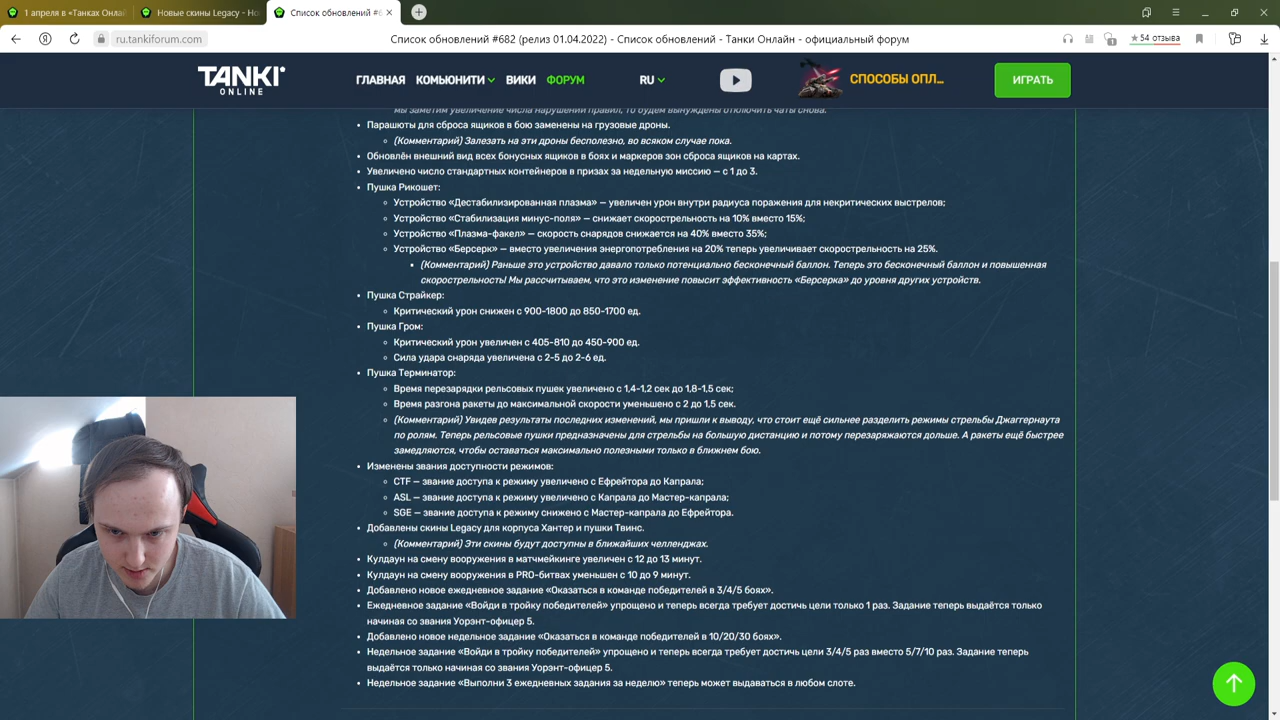 1 апреля в «Танках Онлай
Новые скины Legacy - Но
Список обновлений #6
ru.tankiforum.com
Список обновлений #682 (релиз 01.04.2022) - Список обновлений - Танки Онлайн - официальный форум
54 отзыва
TANKI ONLINE
ГЛАВНАЯ КОМЬЮНИТИ ВИКИ ФОРУМ RU СПОСОБЫ ОПЛ... ИГРАТЬ
мы заметим увеличение числа нарушений правил, то будем вынуждены отключить чаты снова.
Парашюты для сброса ящиков в бою заменены на грузовые дроны.
(Комментарий) Залезать на эти дроны бесполезно, во всяком случае пока.
Обновлён внешний вид всех бонусных ящиков в боях и маркеров зон сброса ящиков на картах.
Увеличено число стандартных контейнеров в призах за недельную миссию — с 1 до 3.
Пушка Рикошет:
Устройство «Дестабилизированная плазма» — увеличен урон внутри радиуса поражения для некритических выстрелов;
Устройство «Стабилизация минус-поля» — снижает скорострельность на 10% вместо 15%;
Устройство «Плазма-факел» — скорость снарядов снижается на 40% вместо 35%;
Устройство «Берсерк» — вместо увеличения энергопотребления на 20% теперь увеличивает скорострельность на 25%.
(Комментарий) Раньше это устройство давало только потенциально бесконечный баллон. Теперь это бесконечный баллон и повышенная
скорострельность! Мы рассчитываем, что это изменение повысит эффективность «Берсерка» до уровня других устройств.
Пушка Страйкер:
Критический урон снижен с 900-1800 до 850-1700 ед.
Пушка Гром:
Критический урон увеличен с 405-810 до 450-900 ед.
Сила удара снаряда увеличена с 2-5 до 2-6 ед.
Пушка Терминатор:
Время перезарядки рельсовых пушек увеличено с 1,4-1,2 сек до 1,8-1,5 сек;
Время разгона ракеты до максимальной скорости уменьшено с 2 до 1,5 сек.
(Комментарий) Увидев результаты последних изменений, мы пришли к выводу, что стоит ещё сильнее разделить режимы стрельбы Джаггернаута
по ролям. Теперь рельсовые пушки предназначены для стрельбы на большую дистанцию и потому перезаряжаются дольше. А ракеты ещё быстрее
замедляются, чтобы оставаться максимально полезными только в ближнем бою.
Изменены звания доступности режимов:
CTF — звание доступа к режиму увеличено с Ефрейтора до Капрала;
ASL — звание доступа к режиму увеличено с Капрала до Мастер-капрала;
SGE — звание доступа к режиму снижено с Мастер-капрала до Ефрейтора.
Добавлены скины Legacy для корпуса Хантер и пушки Твинс.
(Комментарий) Эти скины будут доступны в ближайших челленджах.
Кулдаун на смену вооружения в матчмейкинге увеличен с 12 до 13 минут.
Кулдаун на смену вооружения в PRO-битвах уменьшен с 10 до 9 минут.
Добавлено новое ежедневное задание «Оказаться в команде победителей в 3/4/5 боях».
Ежедневное задание «Войди в тройку победителей» упрощено и теперь всегда требует достичь цели только 1 раз. Задание теперь выдаётся только
начиная со звания Уорэнт-офицер 5.
Добавлено новое недельное задание «Оказаться в команде победителей в 10/20/30 боях».
Недельное задание «Войди в тройку победителей» упрощено и теперь всегда требует достичь цели 3/4/5 раз вместо 5/7/10 раз. Задание теперь
выдаётся только начиная со звания Уорэнт-офицер 5.
Недельное задание «Выполни 3 ежедневных задания за неделю» теперь может выдаваться в любом слоте.